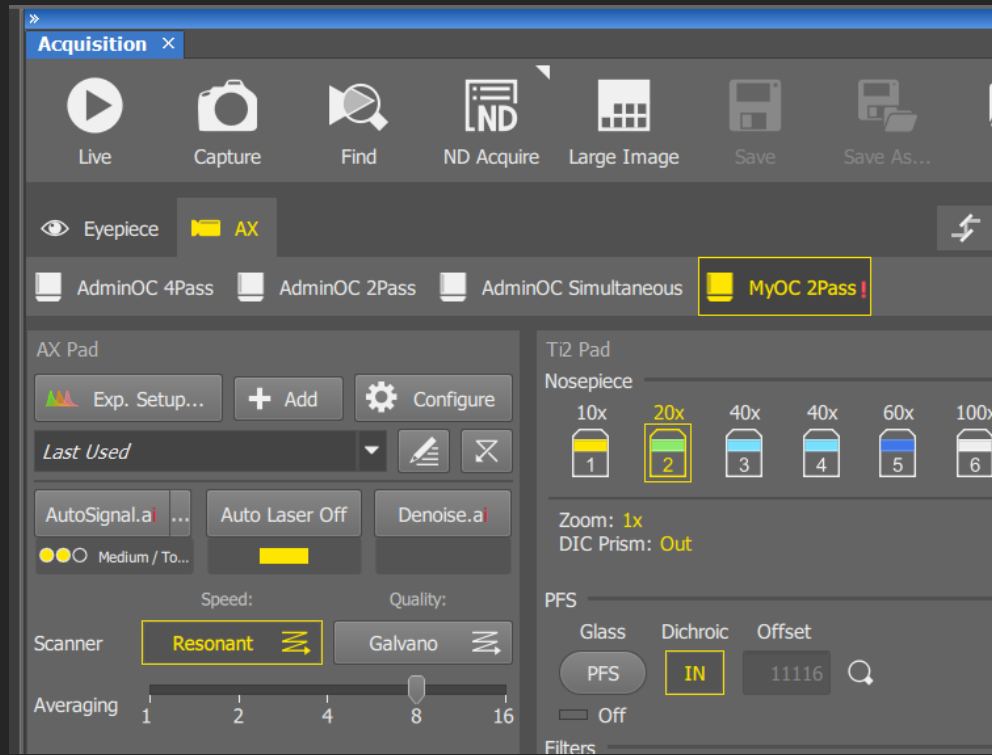 »
Acquisition ×
Live Capture Find ND Acquire Large Image Save Save As...
ND
Eyepiece AX
AdminOC 4Pass AdminOC 2Pass AdminOC Simultaneous MyOC 2Pass !
AX Pad
Exp. Setup... Add Configure
Last Used
AutoSignal.ai ... Auto Laser Off Denoise.ai
Medium / To...
Speed: Quality:
Scanner Resonant Galvano
Averaging 1 2 4 8 16
Ti2 Pad
Nosepiece
10x 20x 40x 40x 60x 100x
1 2 3 4 5 6
Zoom: 1x
DIC Prism: Out
PFS
Glass Dichroic Offset
PFS IN 11116
Off
Filters